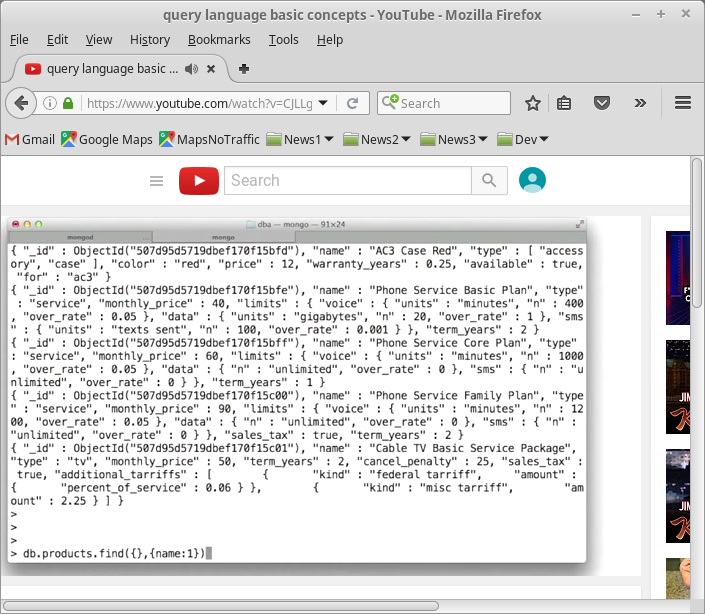 query language basic concepts - YouTube - Mozilla Firefox
File Edit View History Bookmarks Tools Help
query language basic ...
https://www.youtube.com/watch?v=CJLLg
Search
Gmail Google Maps MapsNoTraffic News1 News2 News3 Dev
Search
dba — mongo — 91×24
mongod mongo
{ "_id" : ObjectId("507d95d5719dbef170f15bfd"), "name" : "AC3 Case Red", "type" : [ "access
ory", "case" ], "color" : "red", "price" : 12, "warranty_years" : 0.25, "available" : true,
"for" : "ac3" }
{ "_id" : ObjectId("507d95d5719dbef170f15bfe"), "name" : "Phone Service Basic Plan", "type"
: "service", "monthly_price" : 40, "limits" : { "voice" : { "units" : "minutes", "n" : 400
, "over_rate" : 0.05 }, "data" : { "units" : "gigabytes", "n" : 20, "over_rate" : 1 }, "sms"
: { "units" : "texts sent", "n" : 100, "over_rate" : 0.001 } }, "term_years" : 2 }
{ "_id" : ObjectId("507d95d5719dbef170f15bff"), "name" : "Phone Service Core Plan", "type"
: "service", "monthly_price" : 60, "limits" : { "voice" : { "units" : "minutes", "n" : 1000
, "over_rate" : 0.05 }, "data" : { "n" : "unlimited", "over_rate" : 0 }, "sms" : { "n" : "u
nlimited", "over_rate" : 0 } }, "term_years" : 1 }
{ "_id" : ObjectId("507d95d5719dbef170f15c00"), "name" : "Phone Service Family Plan", "type
" : "service", "monthly_price" : 90, "limits" : { "voice" : { "units" : "minutes", "n" : 12
00, "over_rate" : 0.05 }, "data" : { "n" : "unlimited", "over_rate" : 0 }, "sms" : { "n" :
"unlimited", "over_rate" : 0 } }, "sales_tax" : true, "term_years" : 2 }
{ "_id" : ObjectId("507d95d5719dbef170f15c01"), "name" : "Cable TV Basic Service Package",
"type" : "tv", "monthly_price" : 50, "term_years" : 2, "cancel_penalty" : 25, "sales_tax" :
true, "additional_tarriffs" : [ { "kind" : "federal tarriff", "amount" :
{ "percent_of_service" : 0.06 } }, { "kind" : "misc tarriff", "am
ount" : 2.25 } ] }
>
>
>
> db.products.find({},{name:1})
JIM
JIM